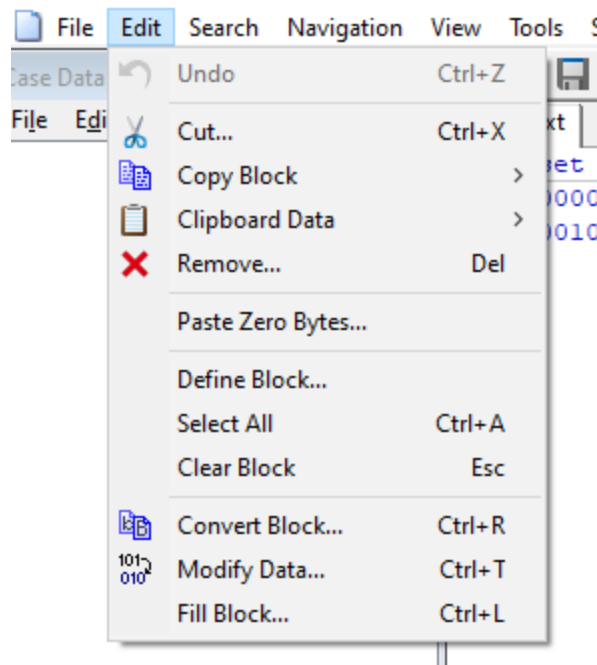 File Edit Search Navigation View Tools
Case Data
File
Undo Ctrl+Z
Cut... Ctrl+X
Copy Block
Clipboard Data
Remove... Del
Paste Zero Bytes...
Define Block...
Select All Ctrl+A
Clear Block Esc
Convert Block... Ctrl+R
101
010
Modify Data... Ctrl+T
Fill Block... Ctrl+L